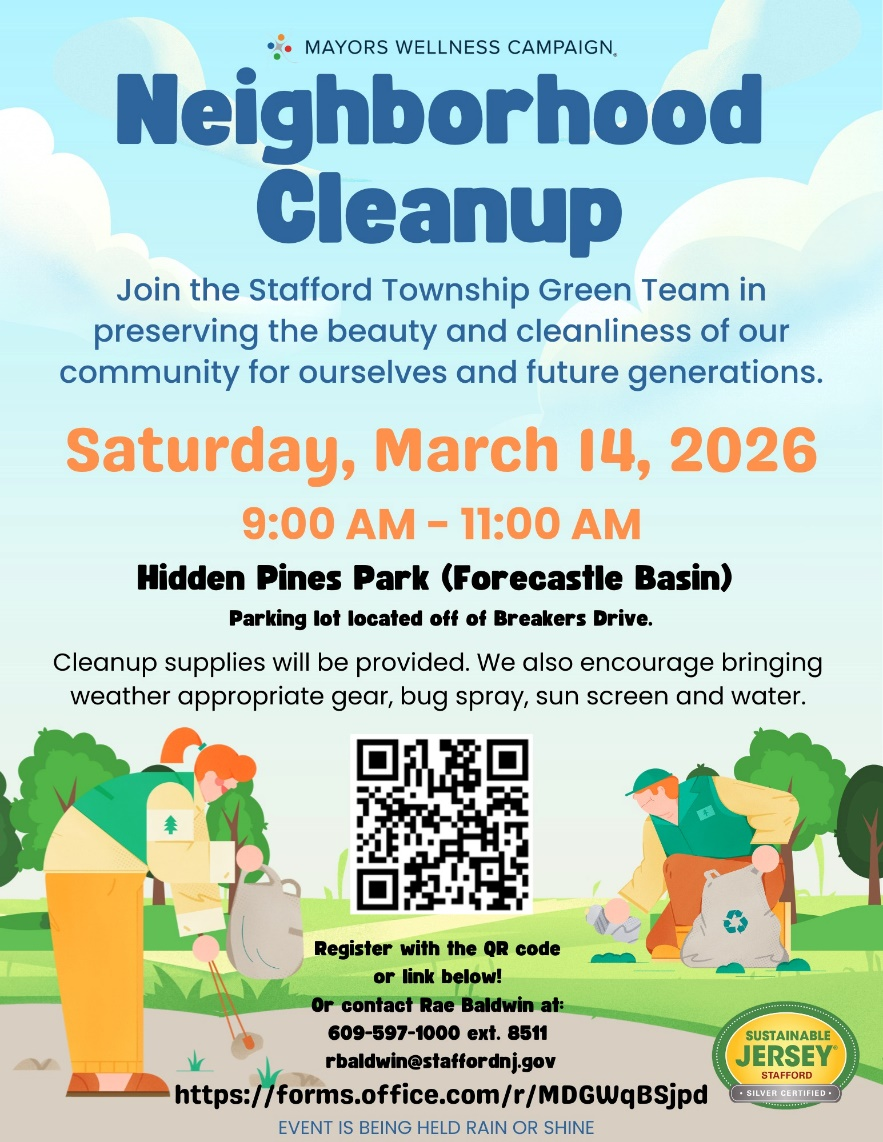 MAYORS WELLNESS CAMPAIGN®
Neighborhood
Cleanup
Join the Stafford Township Green Team in
preserving the beauty and cleanliness of our
community for ourselves and future generations.
Saturday, March 14, 2026
9:00 AM - 11:00 AM
Hidden Pines Park (Forecastle Basin)
Parking lot located off of Breakers Drive.
Cleanup supplies will be provided. We also encourage bringing
weather appropriate gear, bug spray, sun screen and water.
Register with the QR code
or link below!
Or contact Rae Baldwin at:
609-597-1000 ext. 8511
rbaldwin@staffordnj.gov
https://forms.office.com/r/MDGWqBSjpd
EVENT IS BEING HELD RAIN OR SHINE
SUSTAINABLE
JERSEY®
STAFFORD
• SILVER CERTIFIED •